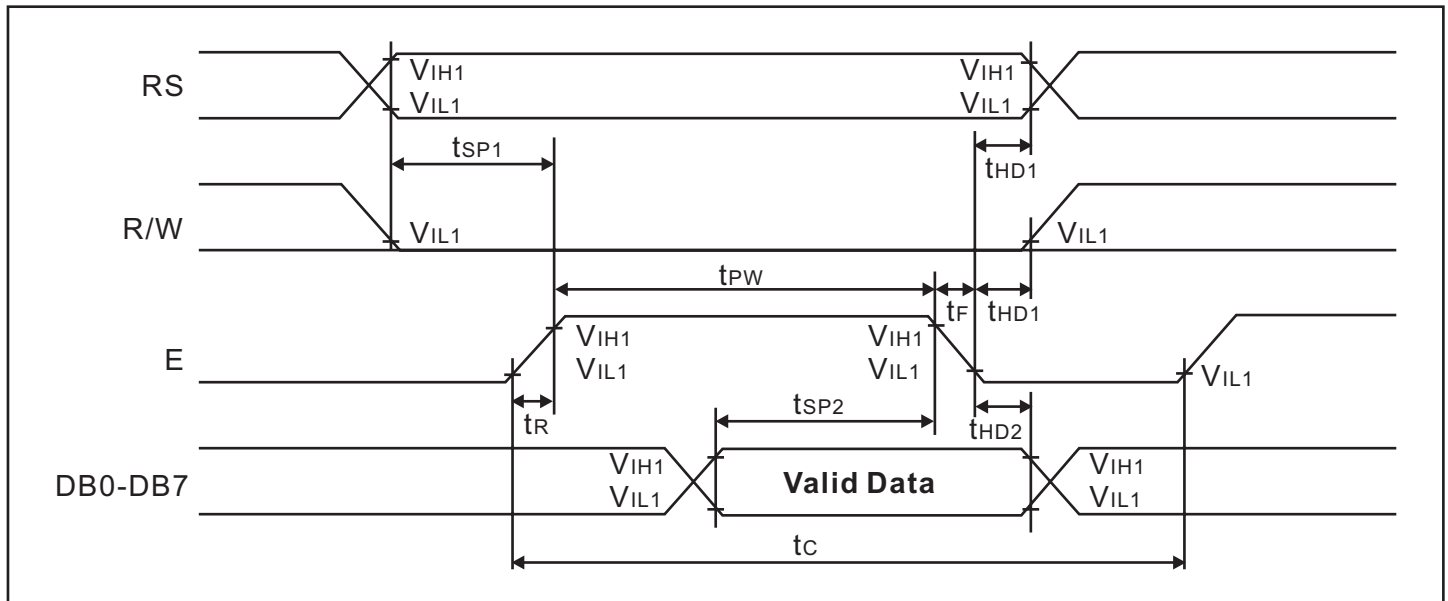 RS
VIH1
VIL1
VIH1
VIL1
tSP1
tHD1
R/W
VIL1
VIL1
tPW
tF
tHD1
E
VIH1
VIL1
VIH1
VIL1
VIL1
tR
tSP2
tHD2
DB0-DB7
VIH1
VIL1
Valid Data
VIH1
VIL1
tC